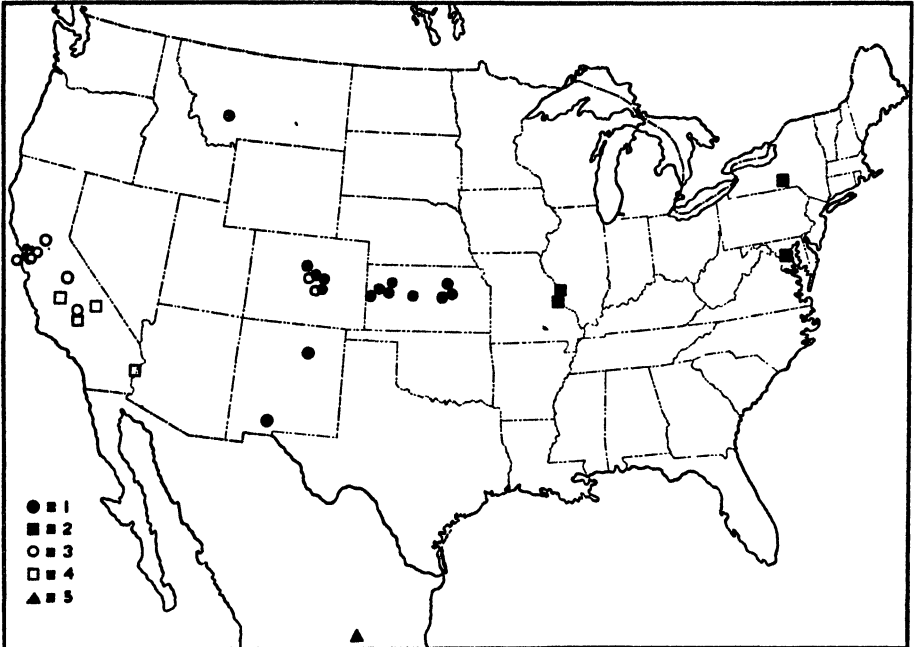 ● = 1
■ = 2
○ = 3
□ = 4
▲ = 5